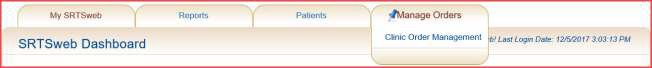 My SRTSweb Reports Patients Manage Orders
Clinic Order Management
SRTSweb Dashboard
! Last Login Date: 12/5/2017 3:03:13 PM